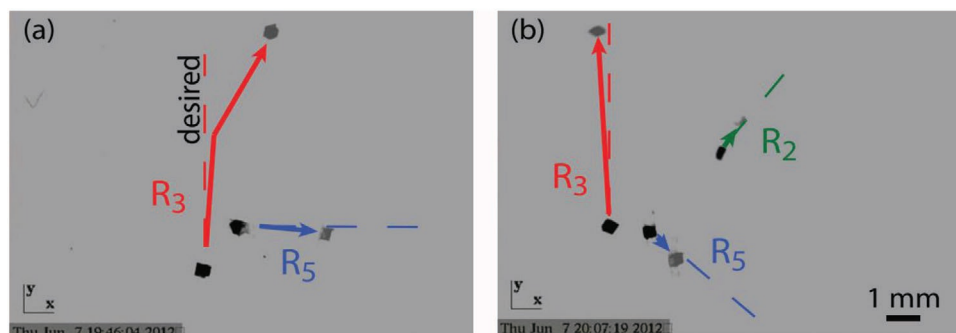 (a)
desired
R3
R5
y
x
Thu Jun 7 19:46:04 2012
(b)
R2
R3
R5
y
x
1 mm
Thu Jun 7 20:07:19 2012